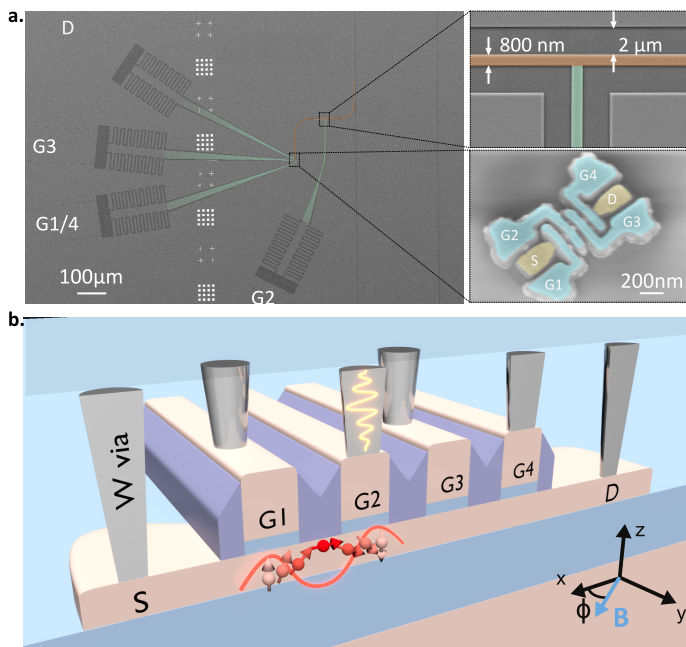 a.
D
G3
G1/4
G2
100μm
800 nm
2 μm
G4
D
G2
G3
S
G1
200nm
b.
W via
G1
G2
G3
G4
S
D
z
x
y
ϕ
B